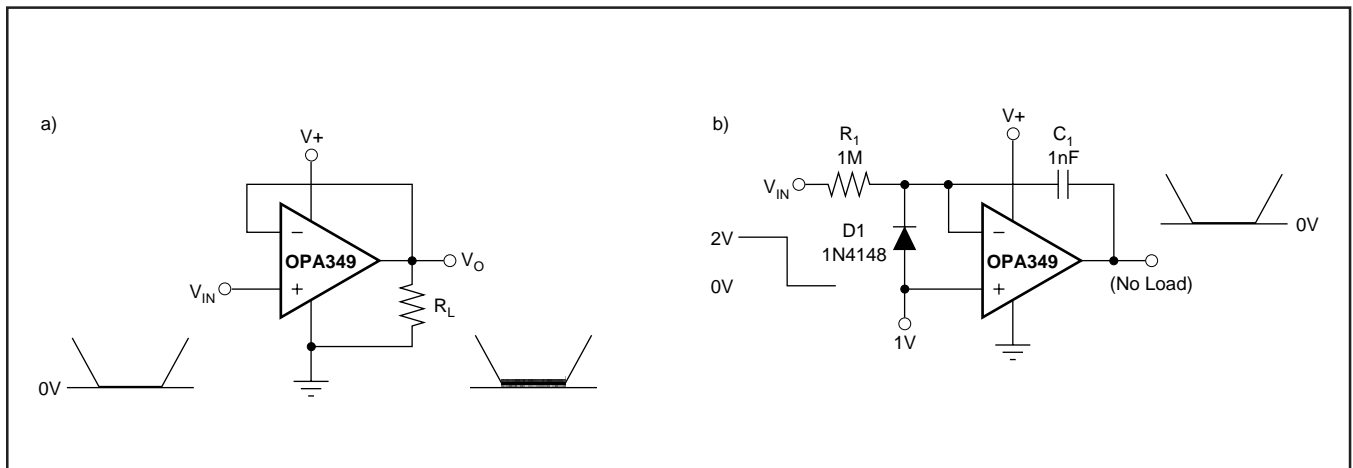 a)
V+
OPA349
−
+
V_IN
V_O
R_L
0V
b)
R_1
1M
V+
C_1
1nF
V_IN
D1
1N4148
2V
0V
OPA349
−
+
1V
(No Load)
0V